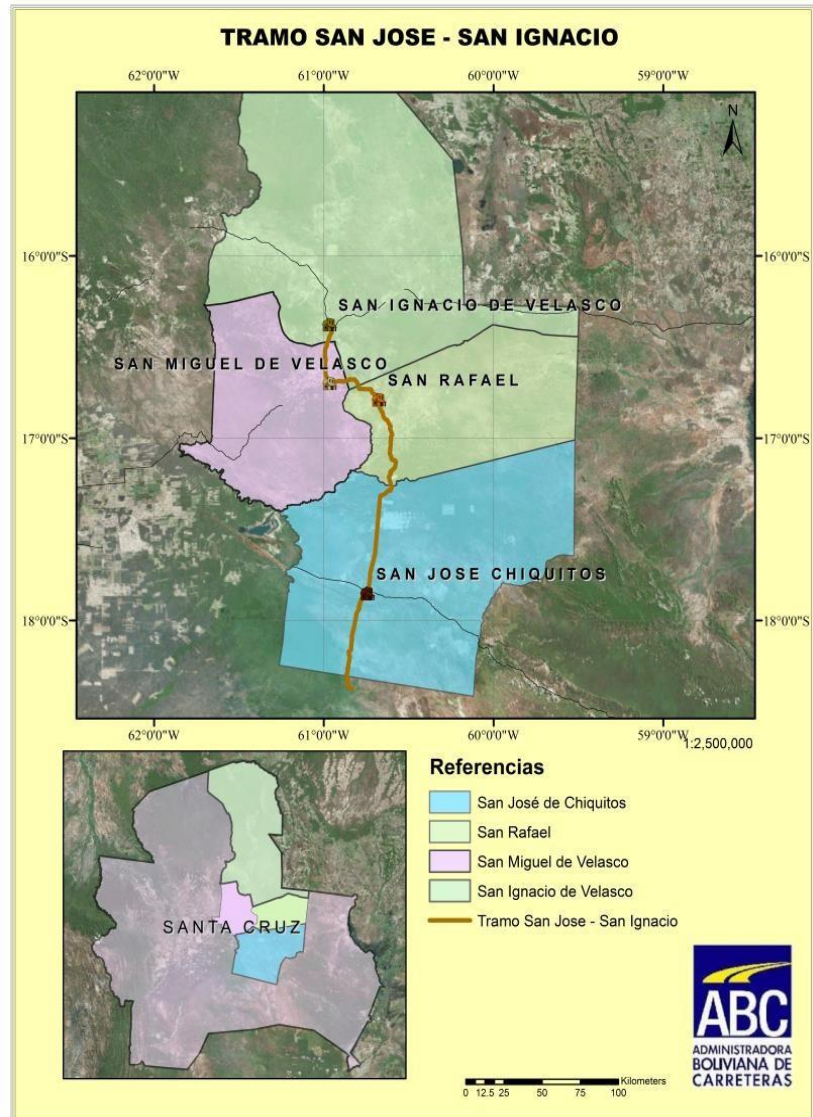 TRAMO SAN JOSE - SAN IGNACIO
62°0'0"W 61°0'0"W 60°0'0"W 59°0'0"W
N
16°0'0"S 16°0'0"S
SAN IGNACIO DE VELASCO
SAN MIGUEL DE VELASCO
SAN RAFAEL
17°0'0"S 17°0'0"S
SAN JOSE CHIQUITOS
18°0'0"S 18°0'0"S
62°0'0"W 61°0'0"W 60°0'0"W 59°0'0"W
1:2,500,000
SANTA CRUZ
Referencias
San José de Chiquitos
San Rafael
San Miguel de Velasco
San Ignacio de Velasco
Tramo San Jose - San Ignacio
ABC
ADMINISTRADORA
BOLIVIANA DE
CARRETERAS
Kilometers
0 12.5 25 50 75 100